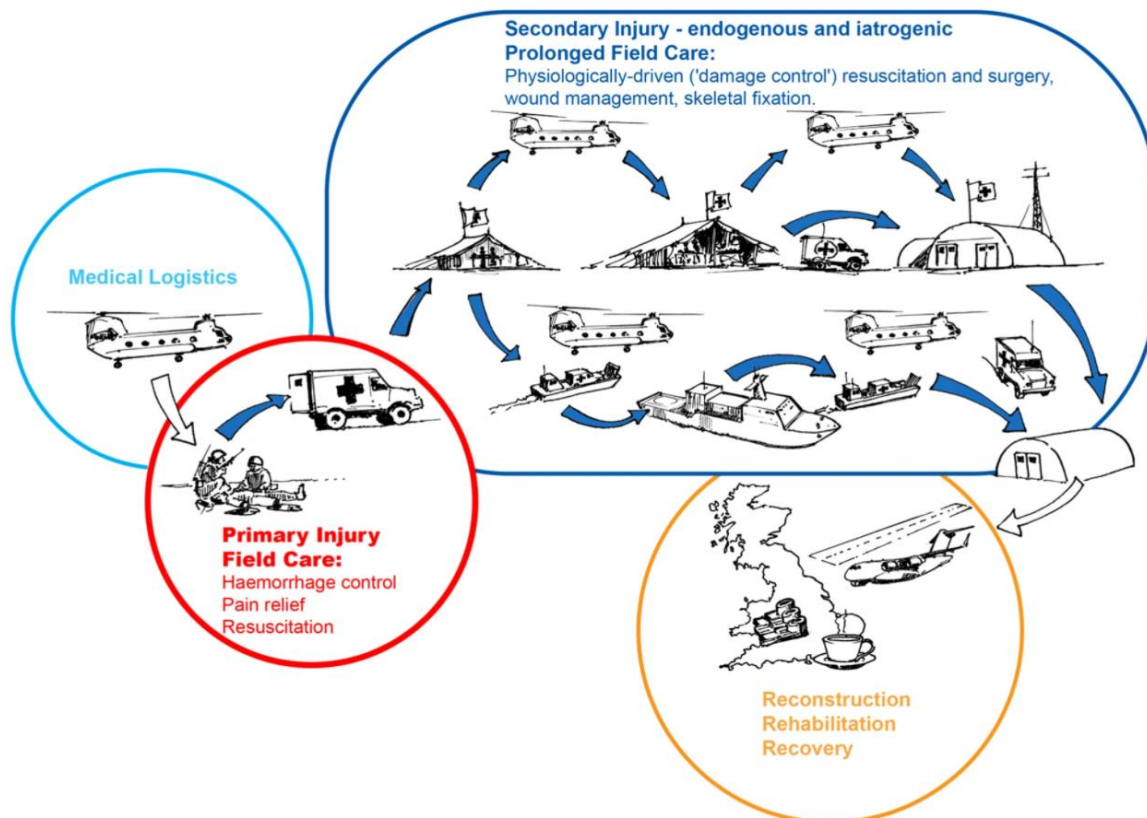 Secondary Injury - endogenous and iatrogenic
Prolonged Field Care:
Physiologically-driven ('damage control') resuscitation and surgery,
wound management, skeletal fixation.
Medical Logistics
Primary Injury
Field Care:
Haemorrhage control
Pain relief
Resuscitation
Reconstruction
Rehabilitation
Recovery